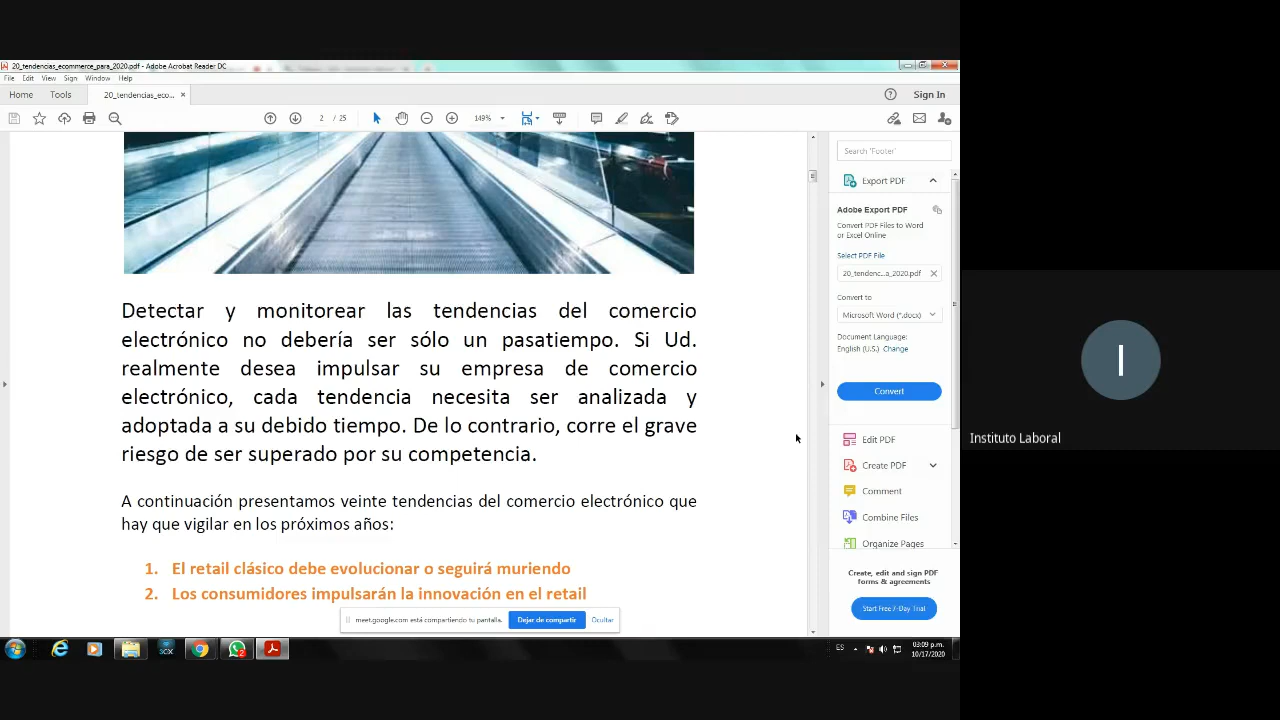 20_tendencias_ecommerce_para_2020.pdf - Adobe Acrobat Reader DC
File Edit View Sign Window Help
Home Tools 20_tendencias_eco... × Sign In
2 / 25 149%
Search 'Footer'
Export PDF
Adobe Export PDF
Convert PDF Files to Word
or Excel Online
Select PDF File
20_tendenc...a_2020.pdf
Convert to
Microsoft Word (*.docx)
Document Language:
English (U.S.) Change
Convert
Edit PDF
Create PDF
Comment
Combine Files
Organize Pages
Create, edit and sign PDF
forms & agreements
Start Free 7-Day Trial
Detectar y monitorear las tendencias del comercio
electrónico no debería ser sólo un pasatiempo. Si Ud.
realmente desea impulsar su empresa de comercio
electrónico, cada tendencia necesita ser analizada y
adoptada a su debido tiempo. De lo contrario, corre el grave
riesgo de ser superado por su competencia.
A continuación presentamos veinte tendencias del comercio electrónico que
hay que vigilar en los próximos años:
1. El retail clásico debe evolucionar o seguirá muriendo
2. Los consumidores impulsarán la innovación en el retail
meet.google.com está compartiendo tu pantalla. Dejar de compartir Ocultar
3CX 2
ES 03:09 p.m.
10/17/2020
I
Instituto Laboral